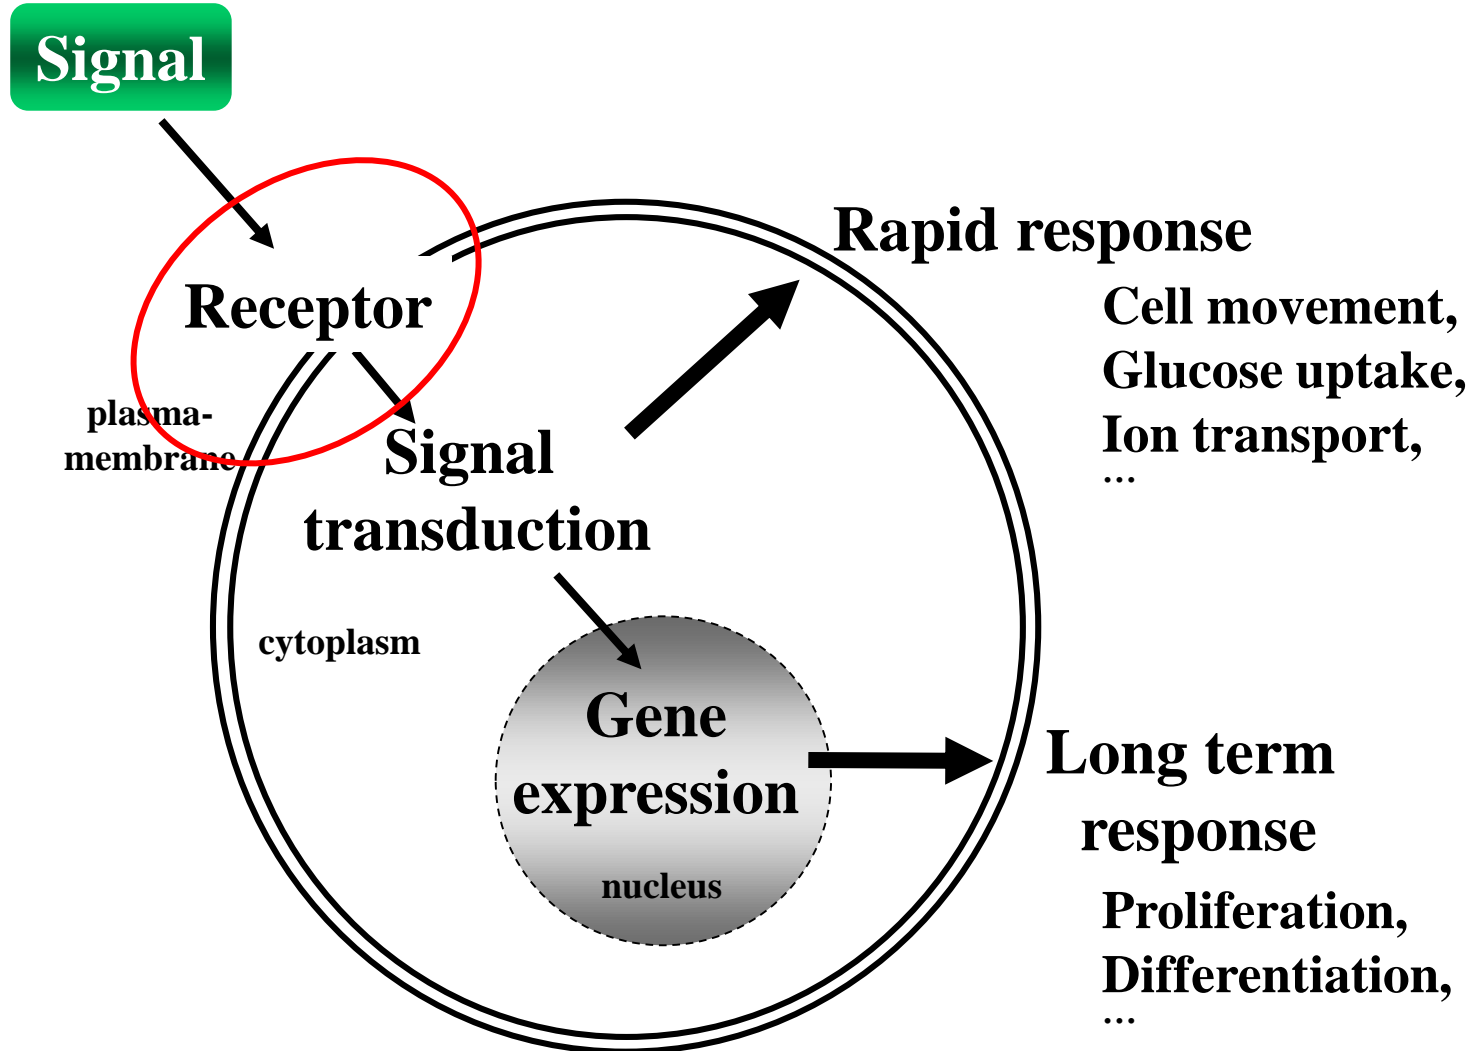 Signal
Receptor
plasma-
membrane
Signal
transduction
cytoplasm
Gene
expression
nucleus
Rapid response
Cell movement,
Glucose uptake,
Ion transport,
...
Long term
response
Proliferation,
Differentiation,
...